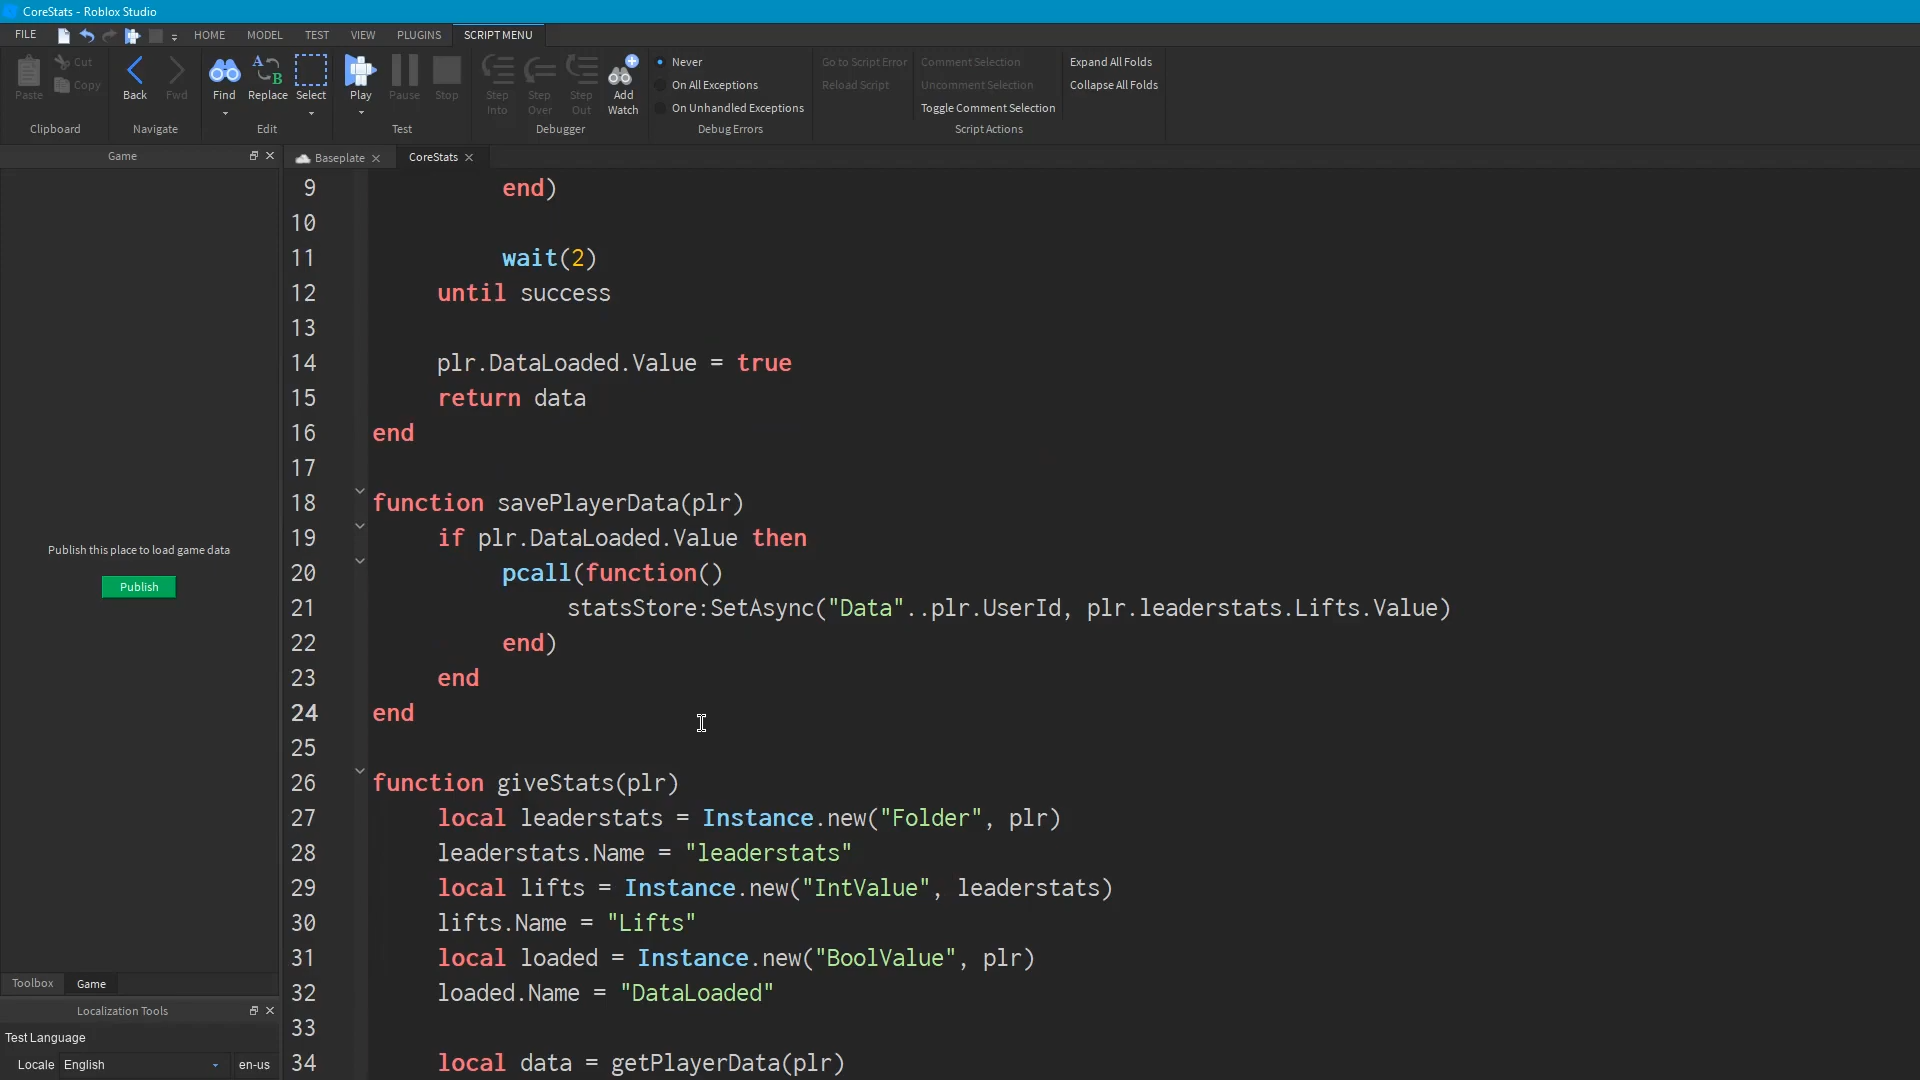 CoreStats - Roblox Studio
FILE HOME MODEL TEST VIEW PLUGINS SCRIPT MENU
Paste Cut Copy
Clipboard
Back Fwd
Navigate
Find Replace Select
Edit
Play Pause Stop
Test
Step Into Step Over Step Out Add Watch
Debugger
Never
On All Exceptions
On Unhandled Exceptions
Debug Errors
Go to Script Error
Reload Script
Comment Selection
Uncomment Selection
Toggle Comment Selection
Script Actions
Expand All Folds
Collapse All Folds
Game
Baseplate CoreStats
Publish this place to load game data
Publish
Toolbox Game
Localization Tools
Test Language
Locale English en-us
9 end)
10
11 wait(2)
12 until success
13
14 plr.DataLoaded.Value = true
15 return data
16 end
17
18 function savePlayerData(plr)
19 if plr.DataLoaded.Value then
20 pcall(function()
21 statsStore:SetAsync("Data"..plr.UserId, plr.leaderstats.Lifts.Value)
22 end)
23 end
24 end
25
26 function giveStats(plr)
27 local leaderstats = Instance.new("Folder", plr)
28 leaderstats.Name = "leaderstats"
29 local lifts = Instance.new("IntValue", leaderstats)
30 lifts.Name = "Lifts"
31 local loaded = Instance.new("BoolValue", plr)
32 loaded.Name = "DataLoaded"
33
34 local data = getPlayerData(plr)